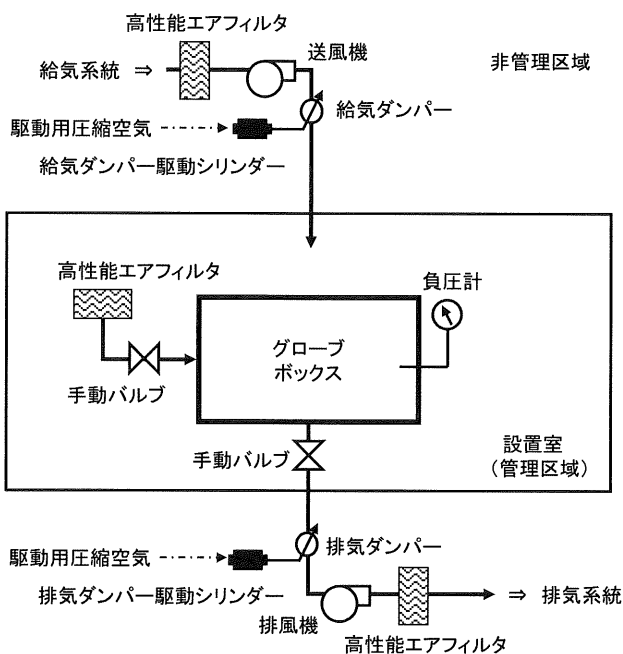 高性能エアフィルタ
送風機
給気系統 ⇒
非管理区域
給気ダンパー
駆動用圧縮空気
給気ダンパー駆動シリンダー
高性能エアフィルタ
負圧計
グローブ
ボックス
手動バルブ
手動バルブ
設置室
（管理区域）
排気ダンパー
駆動用圧縮空気
排気ダンパー駆動シリンダー
⇒ 排気系統
排風機
高性能エアフィルタ